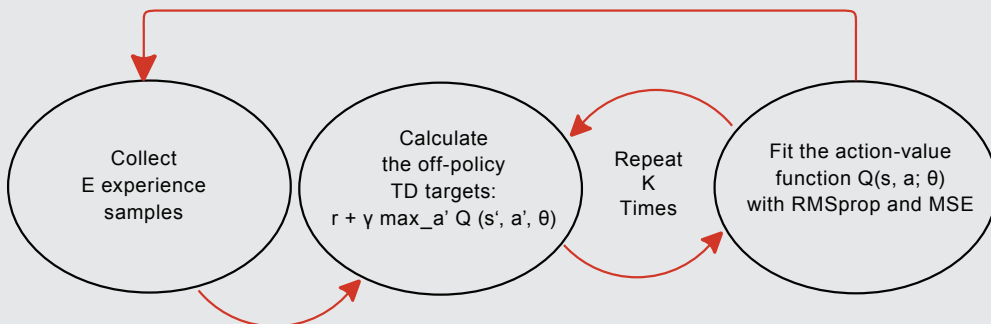 Collect
E experience
samples
Calculate
the off-policy
TD targets:
r + γ max_a’ Q (s‘, a’, θ)
Repeat
K
Times
Fit the action-value
function Q(s, a; θ)
with RMSprop and MSE